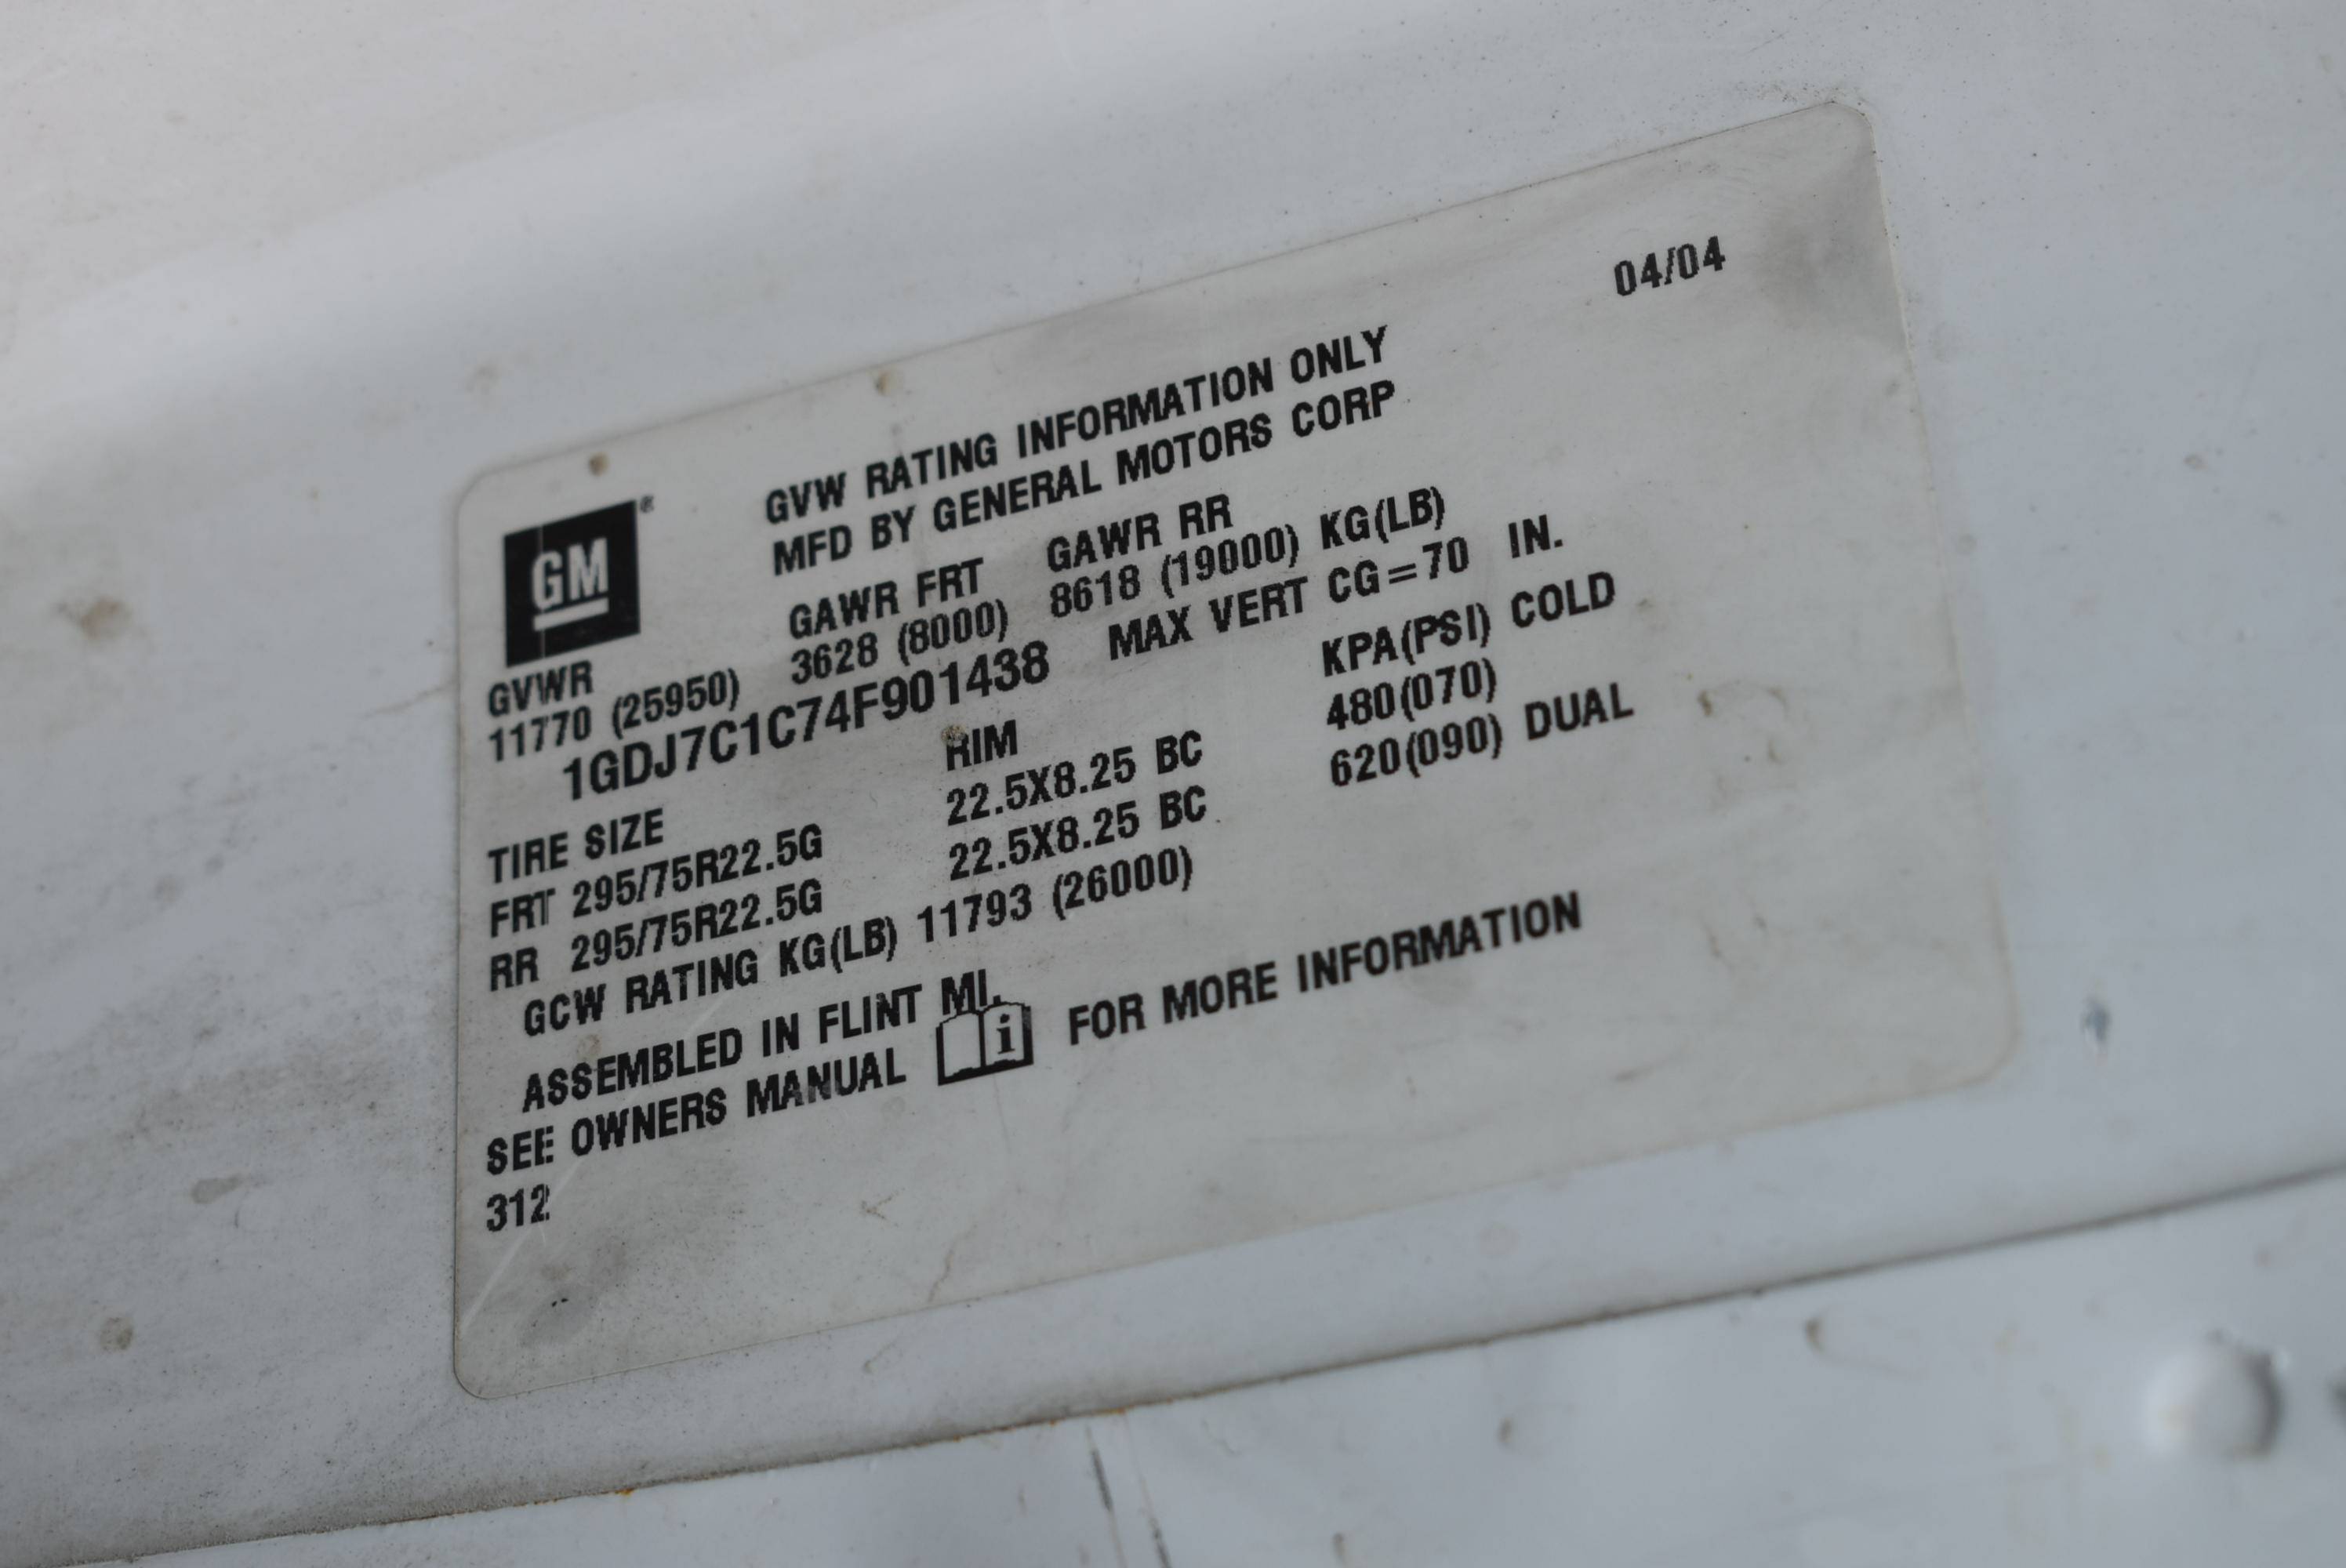 04/04
GM®
GVW RATING INFORMATION ONLY
MFD BY GENERAL MOTORS CORP
GVWR GAWR FRT GAWR RR
11770 (25950) 3628 (8000) 8618 (19000) KG(LB)
1GDJ7C1C74F901438 MAX VERT CG=70 IN.
TIRE SIZE RIM KPA(PSI) COLD
FRT 295/75R22.5G 22.5X8.25 BC 480(070)
RR 295/75R22.5G 22.5X8.25 BC 620(090) DUAL
GCW RATING KG(LB) 11793 (26000)
ASSEMBLED IN FLINT MI.
SEE OWNERS MANUAL i FOR MORE INFORMATION
312